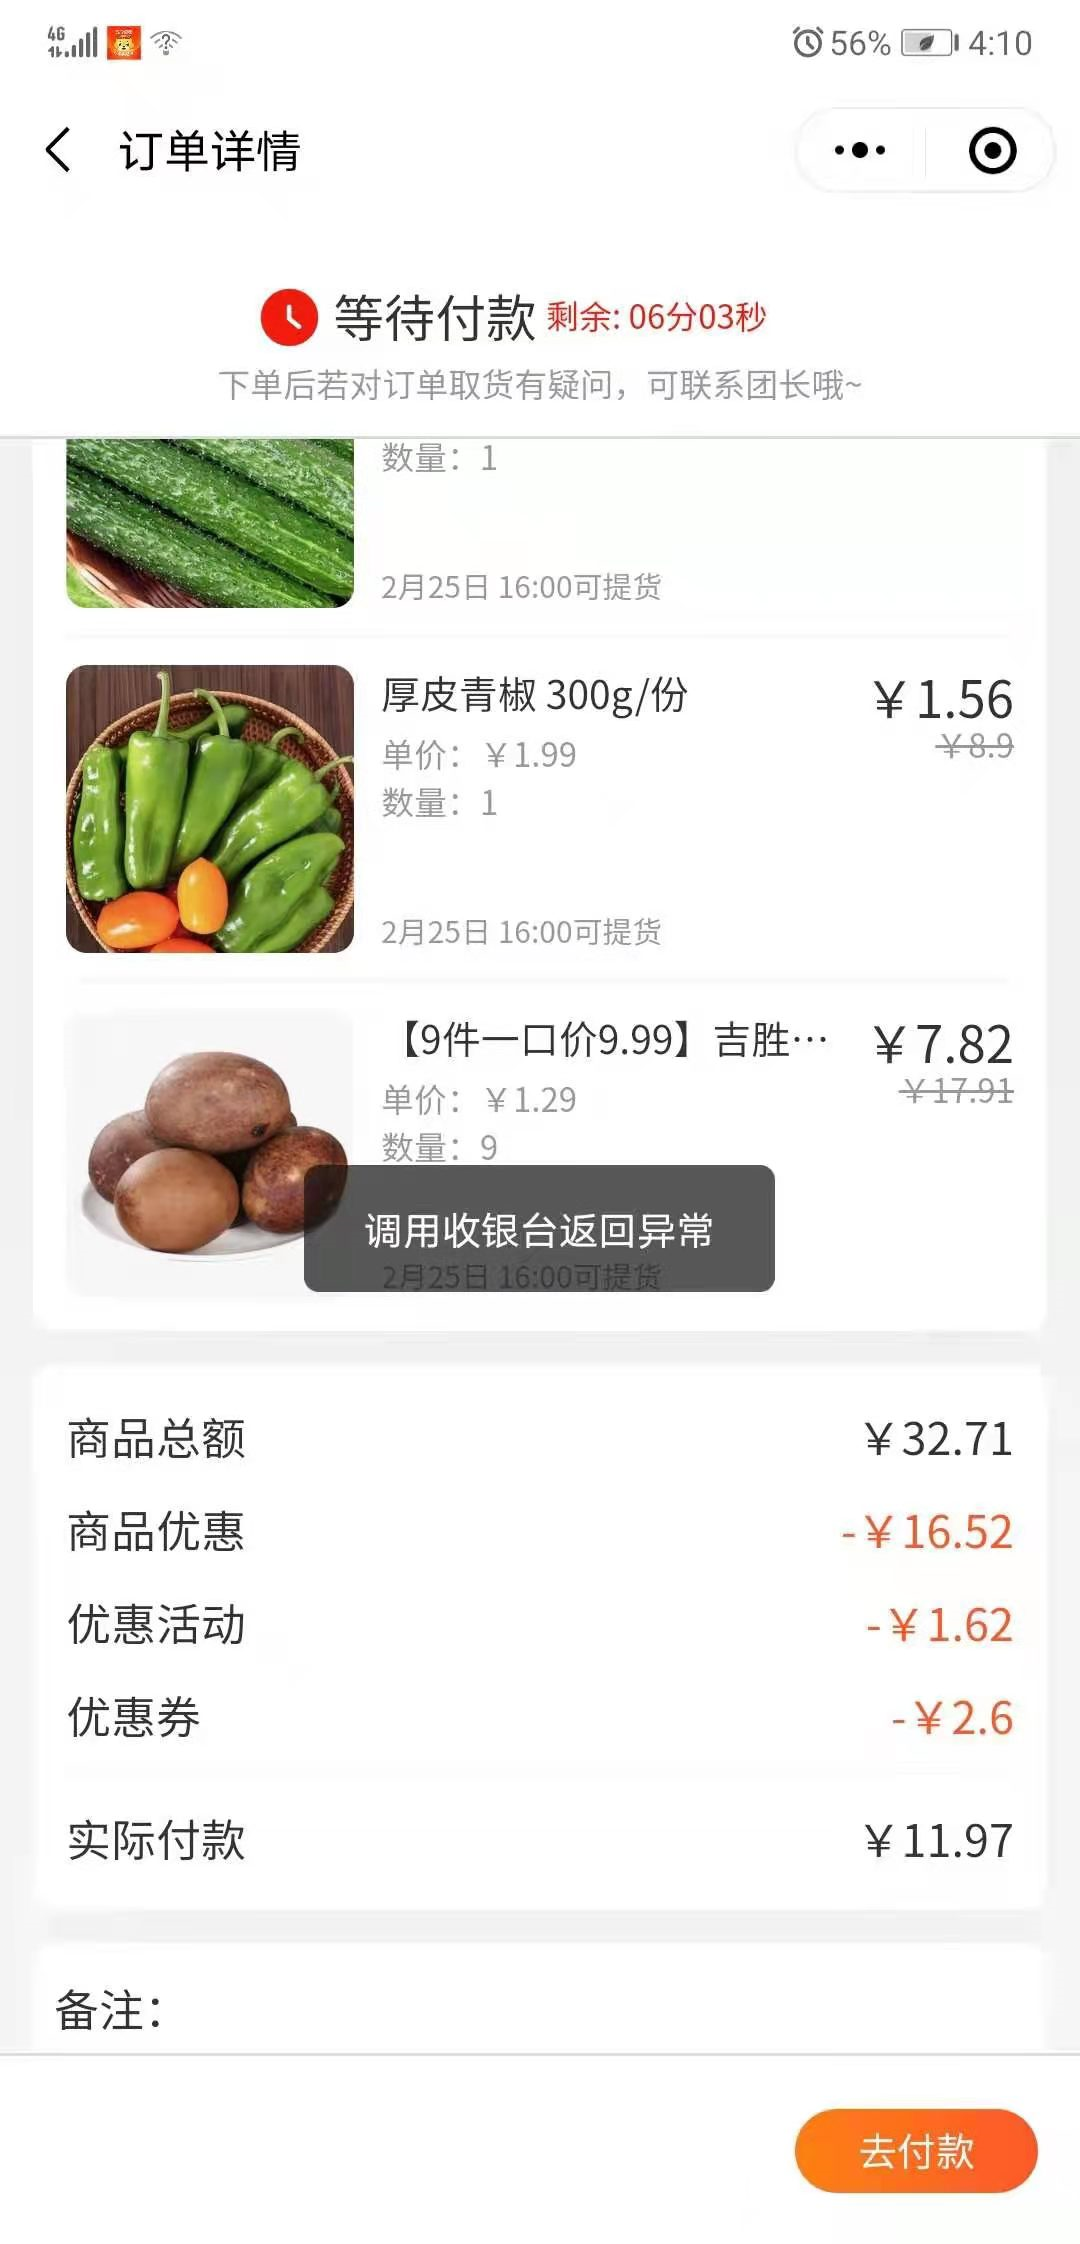 4G
56% 4:10
订单详情
等待付款 剩余: 06分03秒
下单后若对订单取货有疑问，可联系团长哦~
数量：1
2月25日 16:00可提货
厚皮青椒 300g/份 ￥1.56
单价：￥1.99 ￥8.9
数量：1
2月25日 16:00可提货
【9件一口价9.99】吉胜… ￥7.82
单价：￥1.29 ￥17.91
数量：9
调用收银台返回异常
2月25日 16:00可提货
商品总额 ￥32.71
商品优惠 -￥16.52
优惠活动 -￥1.62
优惠券 -￥2.6
实际付款 ￥11.97
备注：
去付款